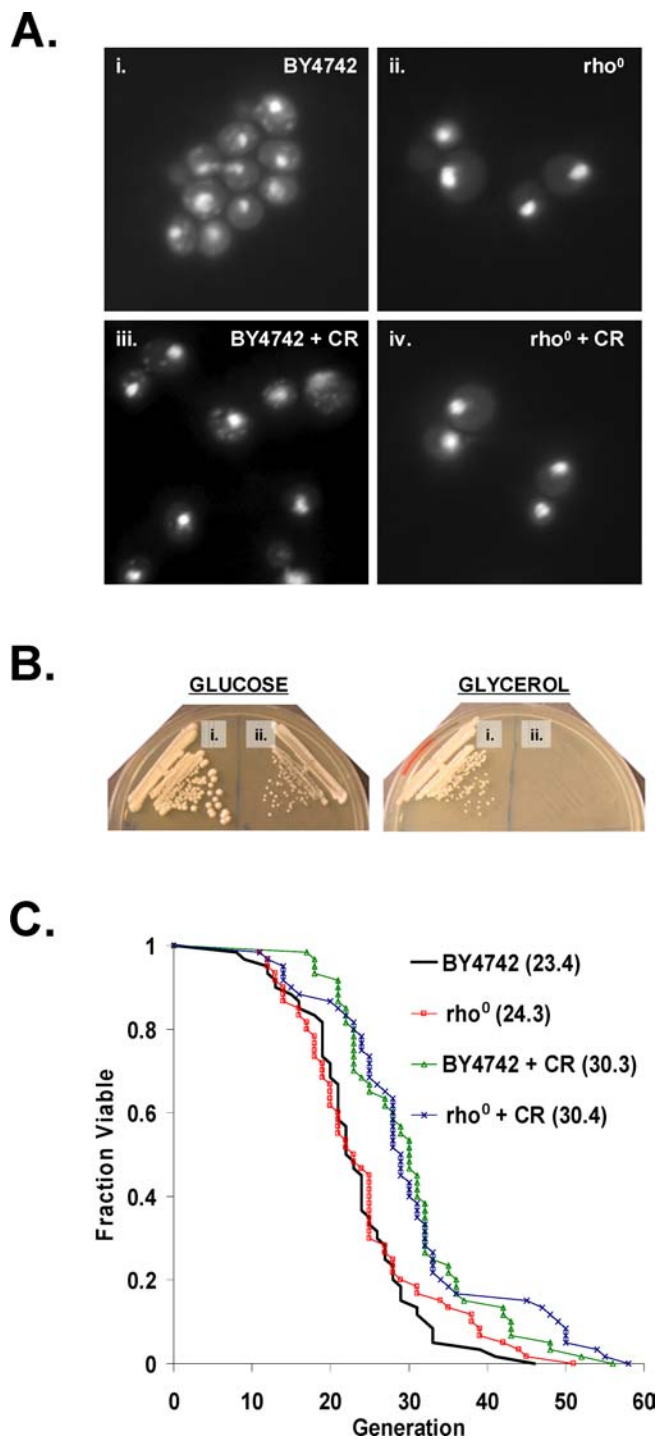 A.
i. BY4742
ii. rho⁰
iii. BY4742 + CR
iv. rho⁰ + CR
B.
GLUCOSE
GLYCEROL
i. ii.
i. ii.
C.
1
0.8
0.6
0.4
0.2
0
Fraction Viable
BY4742 (23.4)
rho⁰ (24.3)
BY4742 + CR (30.3)
rho⁰ + CR (30.4)
0 10 20 30 40 50 60
Generation